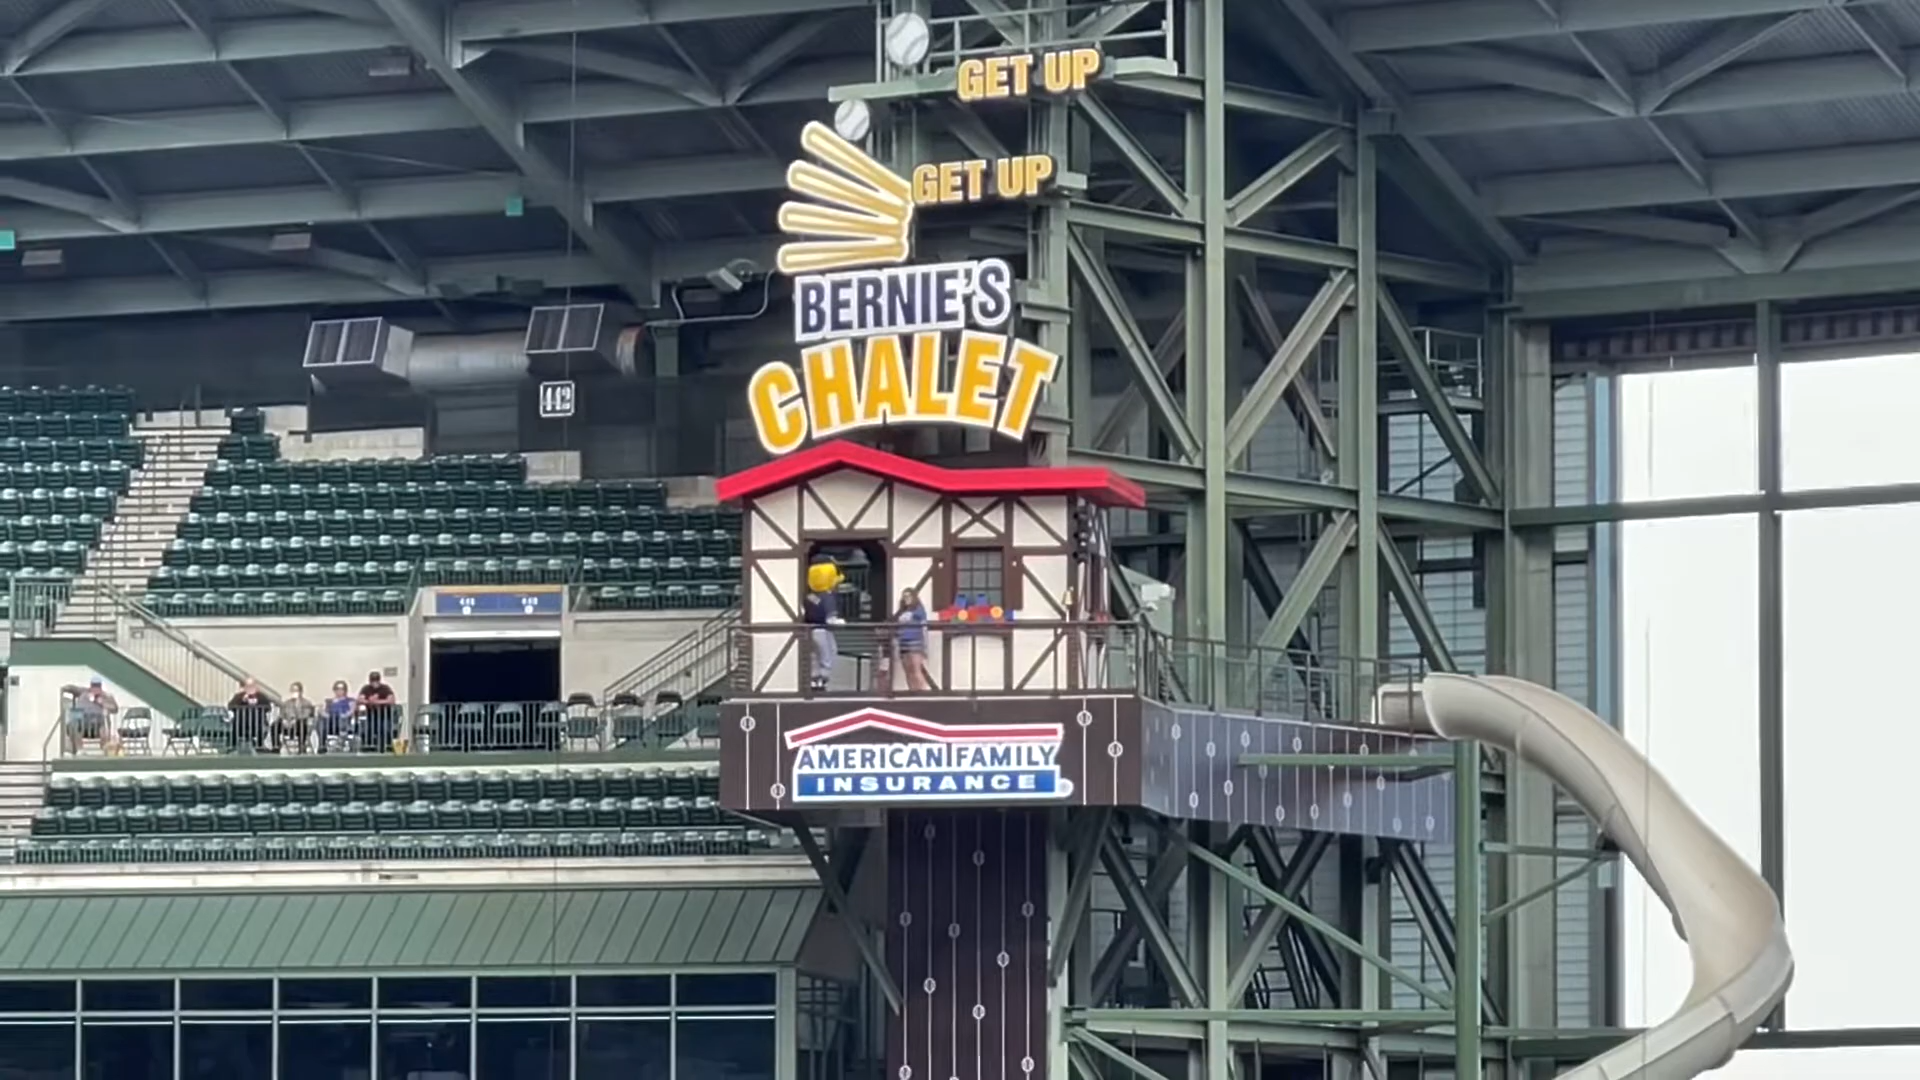 GET UP
GET UP
BERNIE'S
CHALET
442
AMERICAN FAMILY
INSURANCE